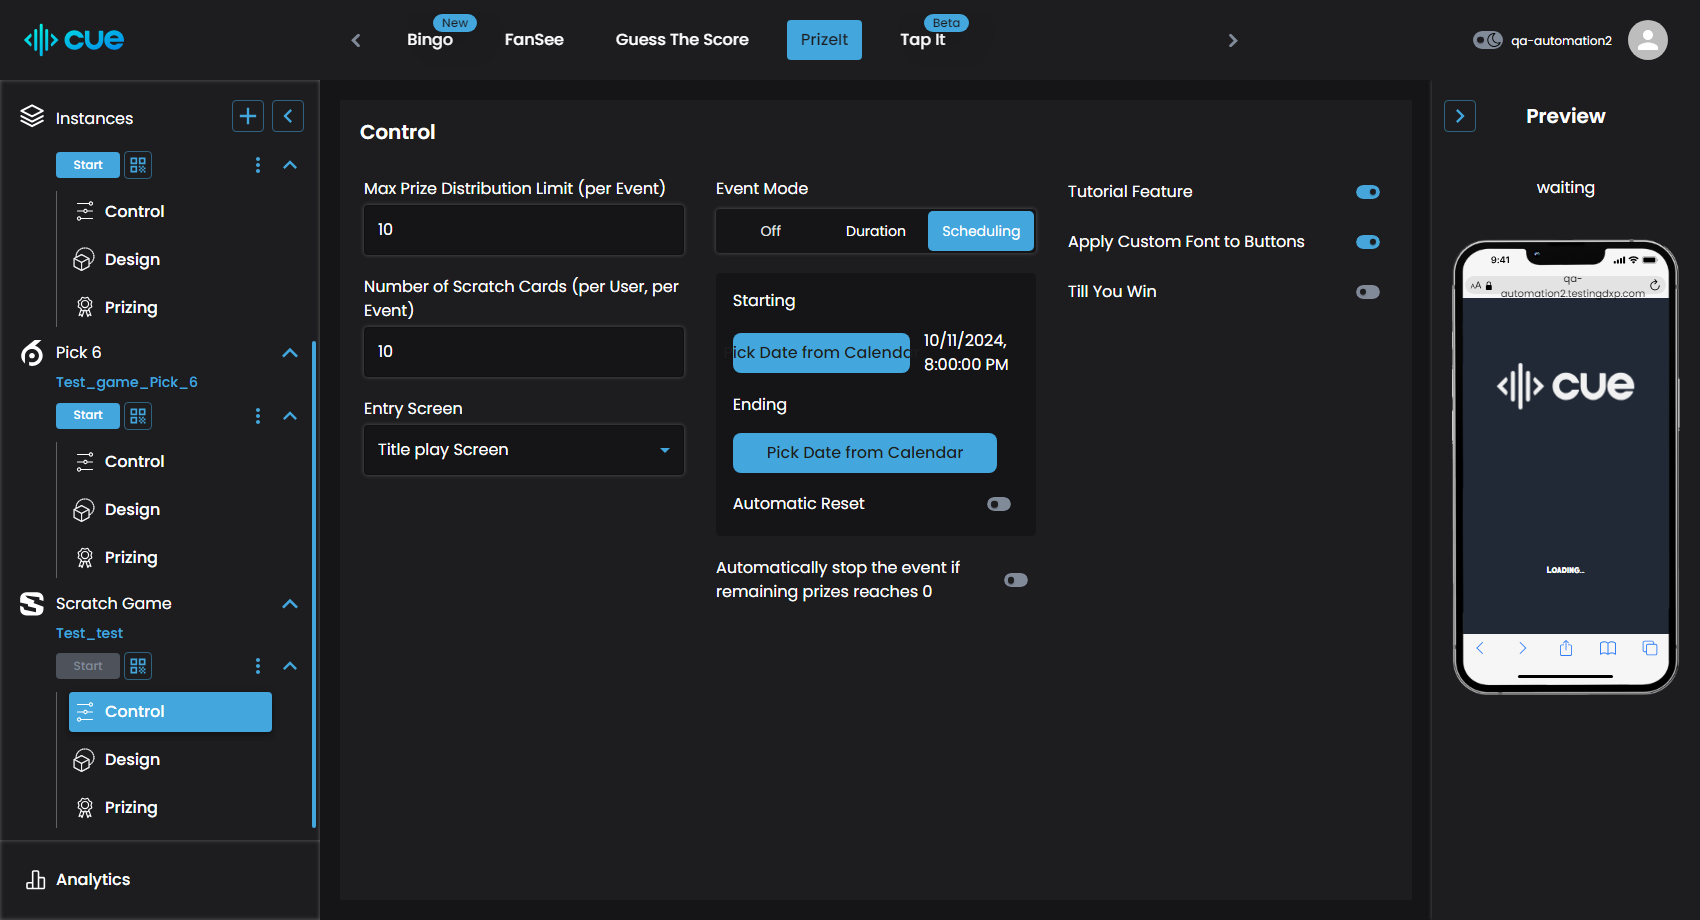 cue
New
Bingo
FanSee
Guess The Score
PrizeIt
Beta
Tap It
qa-automation2
Instances
Start
Control
Design
Prizing
Pick 6
Test_game_Pick_6
Start
Control
Design
Prizing
Scratch Game
Test_test
Start
Control
Design
Prizing
Analytics
Control
Max Prize Distribution Limit (per Event)
10
Number of Scratch Cards (per User, per
Event)
10
Entry Screen
Title play Screen
Event Mode
Off
Duration
Scheduling
Starting
ick Date from Calendar
10/11/2024,
8:00:00 PM
Ending
Pick Date from Calendar
Automatic Reset
Automatically stop the event if
remaining prizes reaches 0
Tutorial Feature
Apply Custom Font to Buttons
Till You Win
Preview
waiting
9:41
AA
qa-
automation2.testingdxp.com
cue
LOADING...